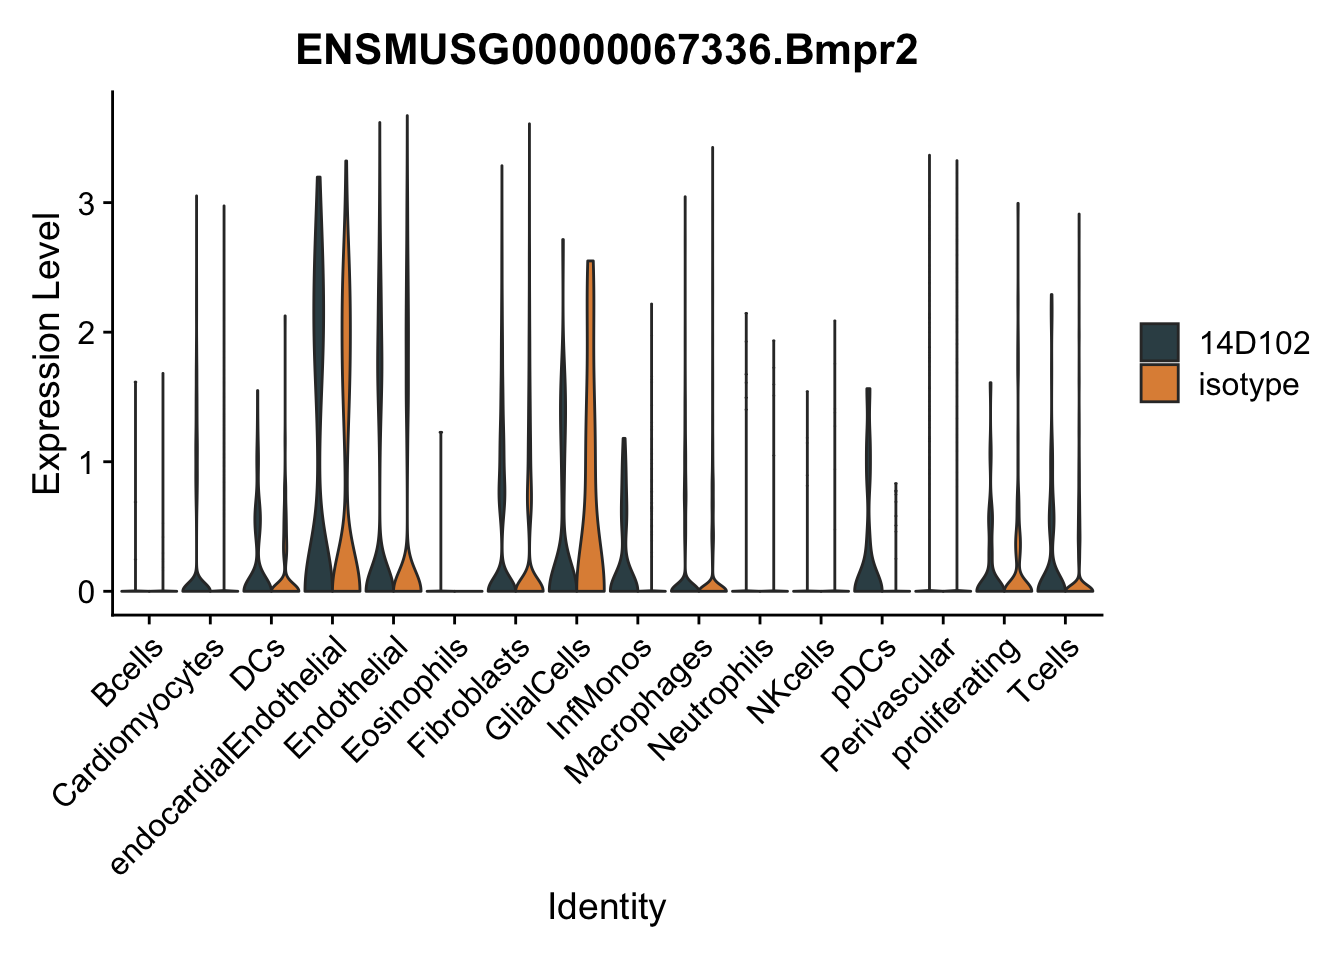 ENSMUSG00000067336.Bmpr2
Expression Level
3
2
1
0
Bcells
Cardiomyocytes
DCs
endocardialEndothelial
Endothelial
Eosinophils
Fibroblasts
GlialCells
InfMonos
Macrophages
Neutrophils
NKcells
pDCs
Perivascular
proliferating
Tcells
Identity
14D102
isotype